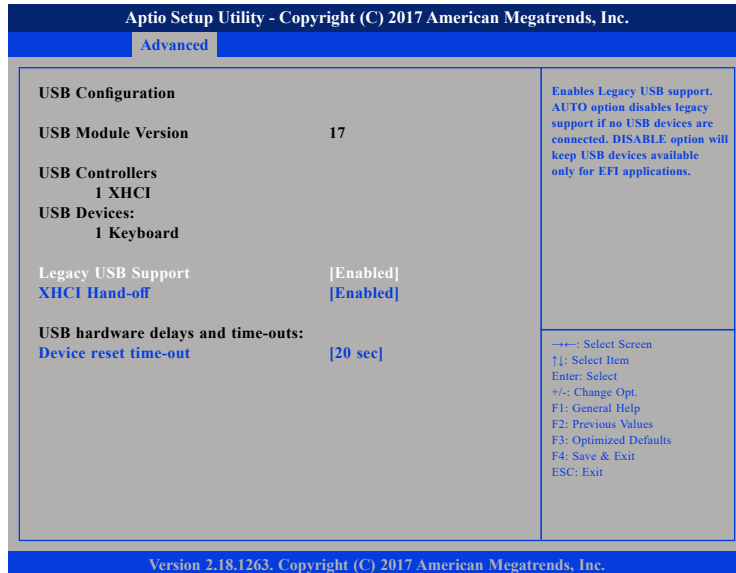 Aptio Setup Utility - Copyright (C) 2017 American Megatrends, Inc.
Advanced
USB Configuration
USB Module Version 17
USB Controllers
1 XHCI
USB Devices:
1 Keyboard
Legacy USB Support [Enabled]
XHCI Hand-off [Enabled]
USB hardware delays and time-outs:
Device reset time-out [20 sec]
Enables Legacy USB support.
AUTO option disables legacy
support if no USB devices are
connected. DISABLE option will
keep USB devices available
only for EFI applications.
→←: Select Screen
↑↓: Select Item
Enter: Select
+/-: Change Opt.
F1: General Help
F2: Previous Values
F3: Optimized Defaults
F4: Save & Exit
ESC: Exit
Version 2.18.1263. Copyright (C) 2017 American Megatrends, Inc.